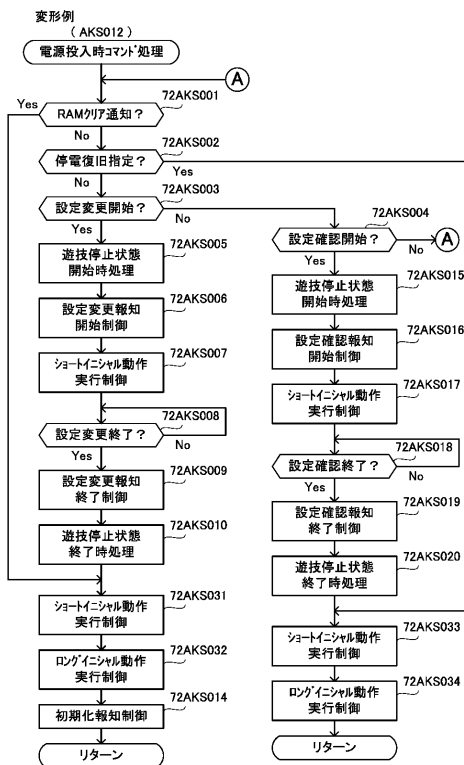 変形例
(AKS012)
電源投入時コマンド処理
A
72AKS001
Yes
RAMクリア通知?
No
72AKS002
停電復旧指定?
Yes
No
72AKS003
設定変更開始?
No
Yes
72AKS005
遊技停止状態
開始時処理
72AKS006
設定変更報知
開始制御
72AKS007
ショートイニシャル動作
実行制御
72AKS008
設定変更終了?
No
Yes
72AKS009
設定変更報知
終了制御
72AKS010
遊技停止状態
終了時処理
72AKS031
ショートイニシャル動作
実行制御
72AKS032
ロングイニシャル動作
実行制御
72AKS014
初期化報知制御
リターン
72AKS004
設定確認開始?
No
A
Yes
72AKS015
遊技停止状態
開始時処理
72AKS016
設定確認報知
開始制御
72AKS017
ショートイニシャル動作
実行制御
72AKS018
設定確認終了?
No
Yes
72AKS019
設定確認報知
終了制御
72AKS020
遊技停止状態
終了時処理
72AKS033
ショートイニシャル動作
実行制御
72AKS034
ロングイニシャル動作
実行制御
リターン